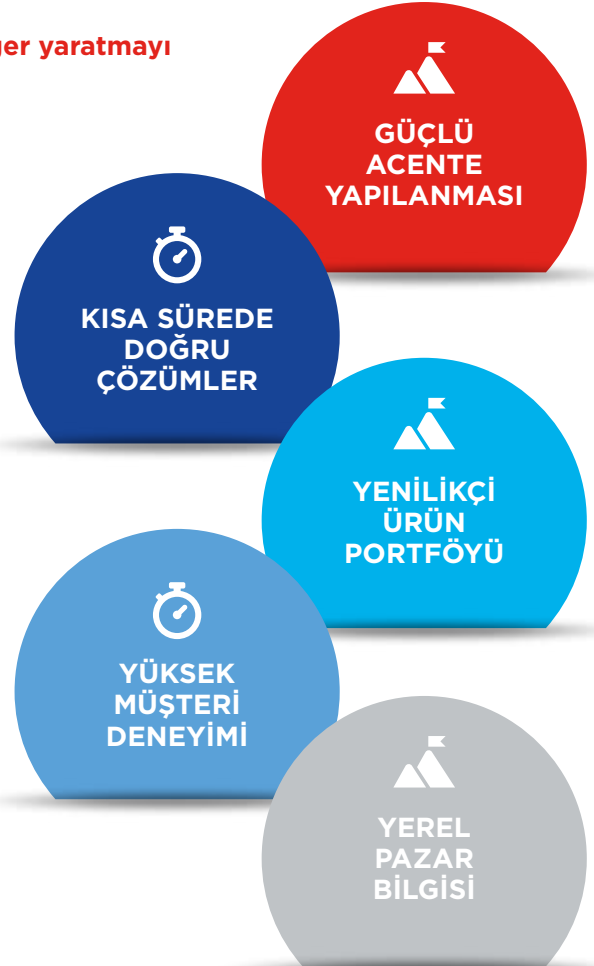 yaratmayı
GÜÇLÜ
ACENTE
YAPILANMASI
KISA SÜREDE
DOĞRU
ÇÖZÜMLER
YENİLİKÇİ
ÜRÜN
PORTFÖYÜ
YÜKSEK
MÜŞTERİ
DENEYİMİ
YEREL
PAZAR
BİLGİSİ